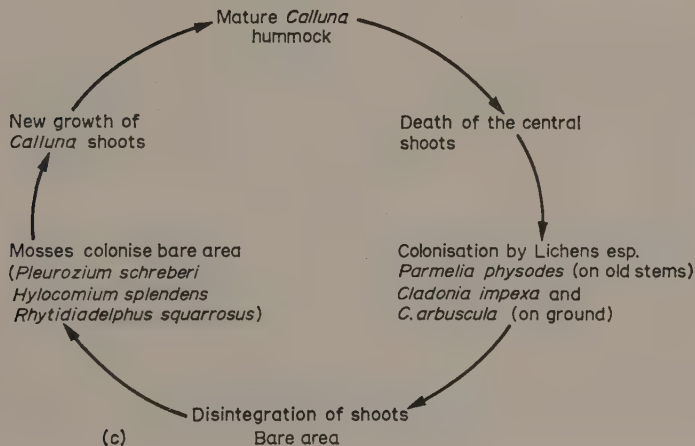 Mature Calluna
hummock
Death of the central
shoots
Colonisation by Lichens esp.
Parmelia physodes (on old stems)
Cladonia impexa and
C. arbuscula (on ground)
Disintegration of shoots
Bare area
Mosses colonise bare area
(Pleurozium schreberi
Hylocomium splendens
Rhytidiadelphus squarrosus)
New growth of
Calluna shoots
(c)